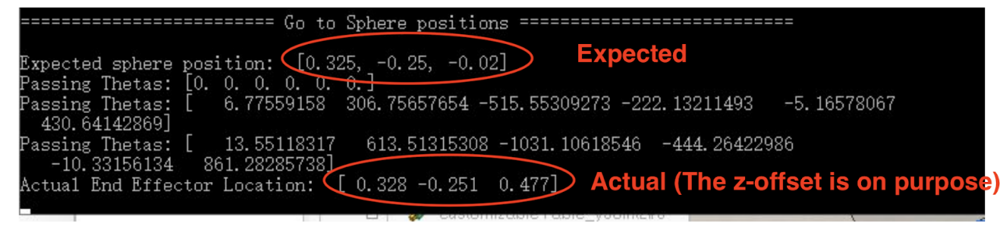 ======================== Go to Sphere positions ==========================
Expected sphere position: [0.325, -0.25, -0.02]
Expected
Passing Thetas: [0. 0. 0. 0. 0. 0.]
Passing Thetas: [ 6.77559158 306.75657654 -515.55309273 -222.13211493 -5.16578067
430.64142869]
Passing Thetas: [ 13.55118317 613.51315308 -1031.10618546 -444.26422986
-10.33156134 861.28285738]
Actual End Effector Location: [ 0.328 -0.251 0.477]
Actual (The z-offset is on purpose)